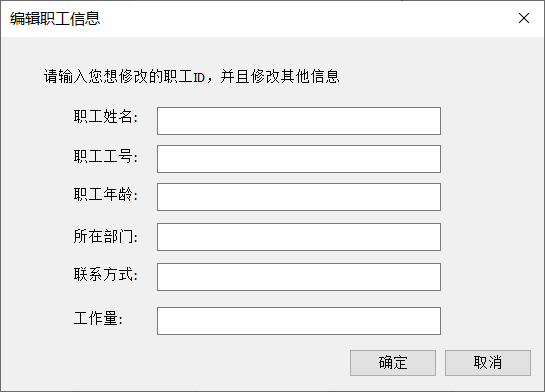 编辑职工信息
请输入您想修改的职工ID，并且修改其他信息
职工姓名:
职工工号:
职工年龄:
所在部门:
联系方式:
工作量:
确定 取消